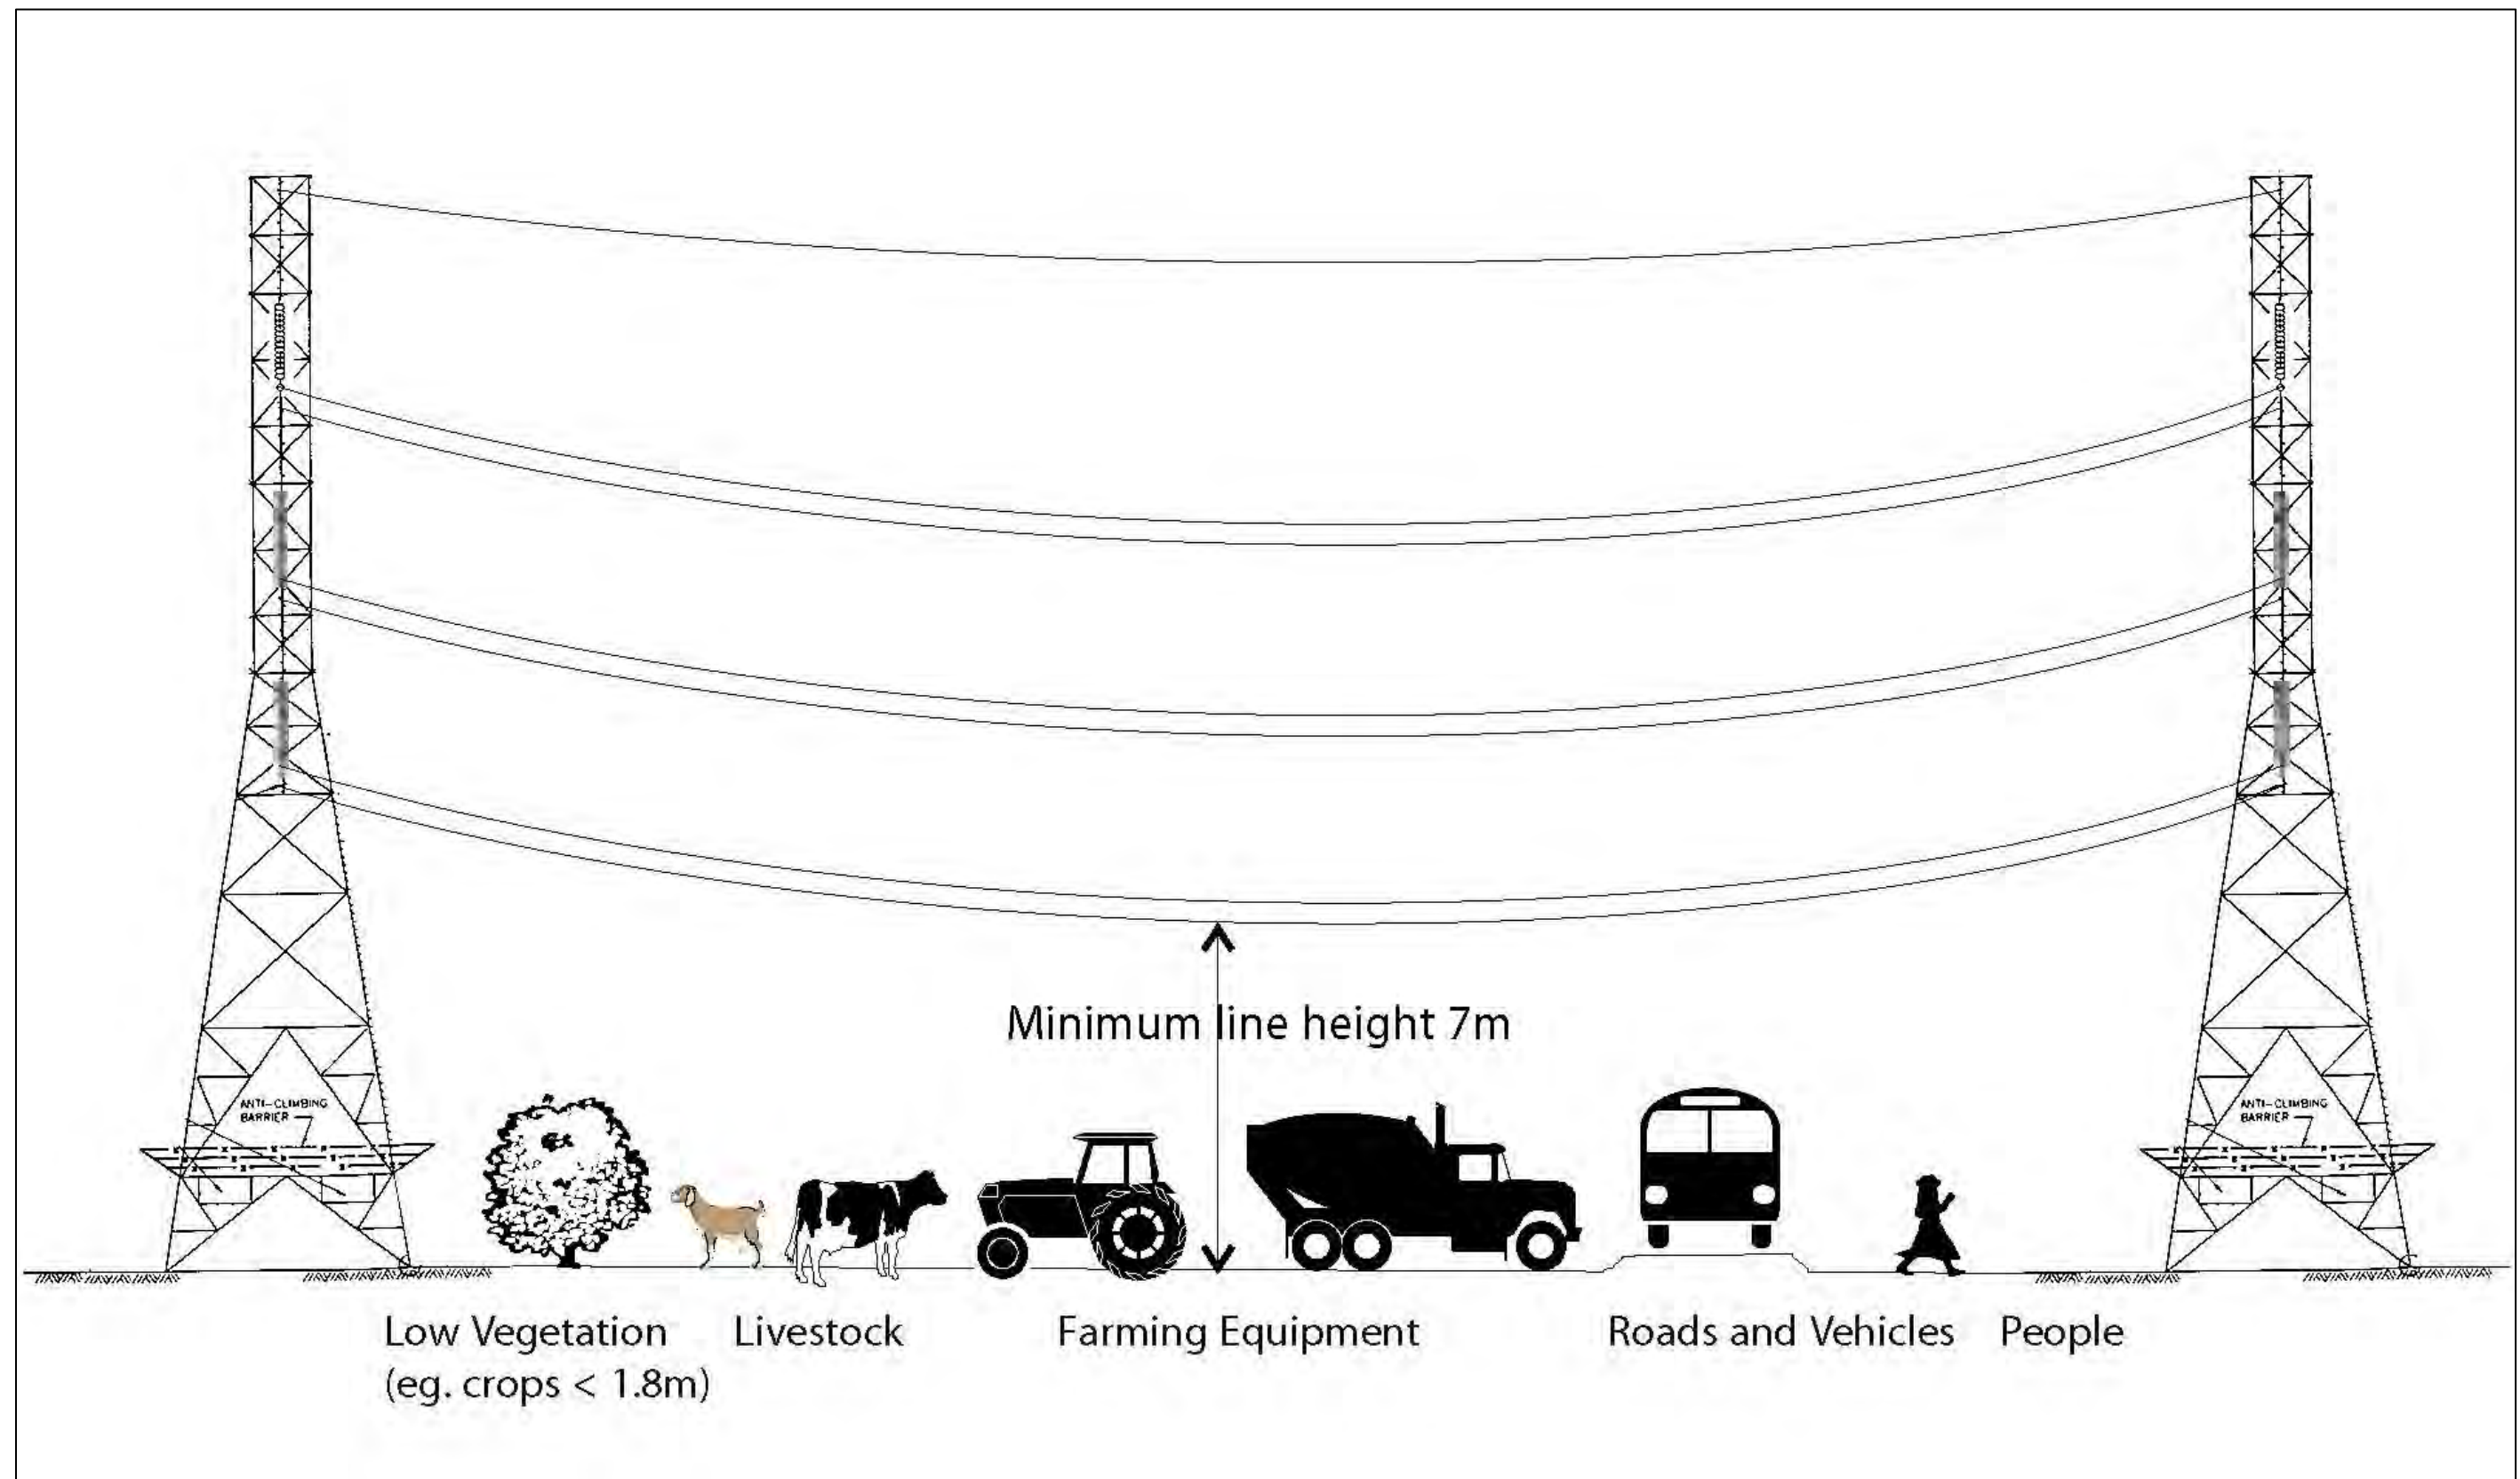 Minimum line height 7m
ANTI-CLIMBING
BARRIER
ANTI-CLIMBING
BARRIER
Low Vegetation
(eg. crops < 1.8m)
Livestock
Farming Equipment
Roads and Vehicles
People